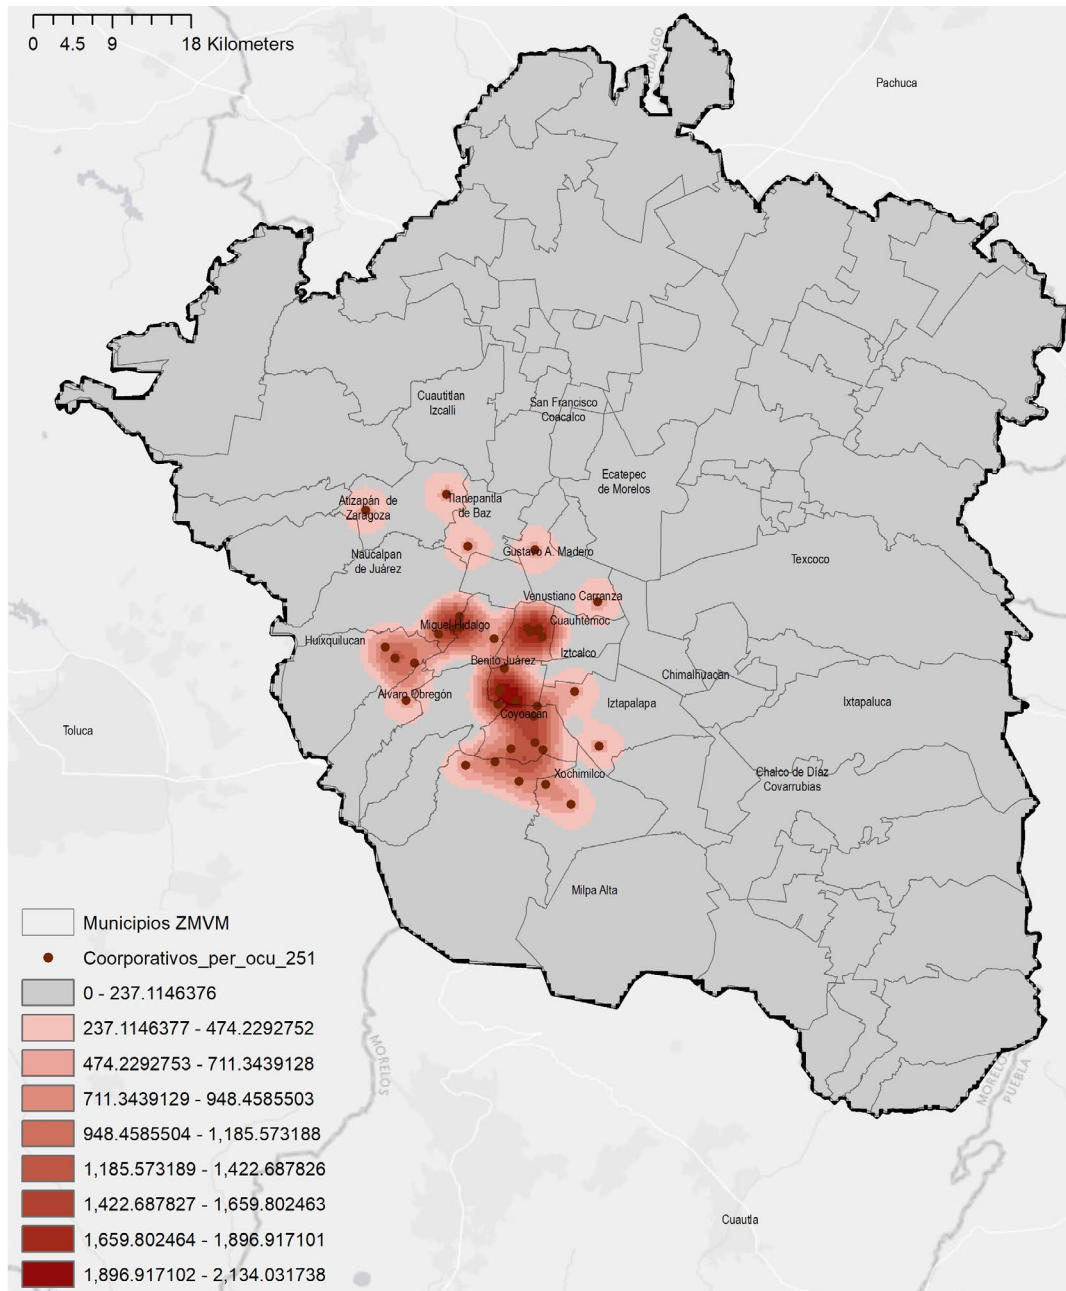 0 4.5 9 18 Kilometers
HIDALGO
Pachuca
Cuautitlan
Izcalli
San Francisco
Coacalco
Ecatepec
de Morelos
Atizapán de
Zaragoza
Tlanepantla
de Baz
Naucalpan
de Juárez
Gustavo A. Madero
Texcoco
Venustiano Carranza
Cuauhtémoc
Miguel Hidalgo
Huixquilucan
Benito Juárez
Iztcalco
Chimalhuacán
Alvaro Obregón
Iztapalapa
Ixtapaluca
Coyoacán
Toluca
Xochimilco
Chalco de Díaz
Covarrubias
Milpa Alta
Municipios ZMVM
Coorporativos_per_ocu_251
0 - 237.1146376
237.1146377 - 474.2292752
474.2292753 - 711.3439128
711.3439129 - 948.4585503
948.4585504 - 1,185.573188
1,185.573189 - 1,422.687826
1,422.687827 - 1,659.802463
1,659.802464 - 1,896.917101
1,896.917102 - 2,134.031738
MORELOS
MORELOS
PUEBLA
Cuautla